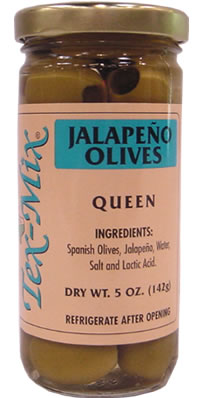 Tex-Mix®
JALAPEÑO
OLIVES
QUEEN
INGREDIENTS:
Spanish Olives, Jalapeño, Water,
Salt and Lactic Acid.
DRY WT. 5 OZ. (142g)
REFRIGERATE AFTER OPENING